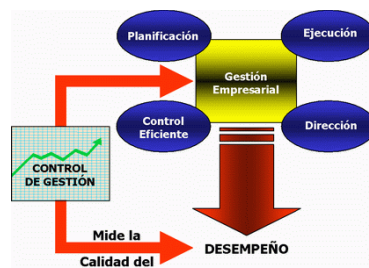 Planificación
Ejecución
Gestión
Empresarial
Control
Eficiente
Dirección
CONTROL
DE GESTIÓN
Mide la
Calidad del
DESEMPEÑO